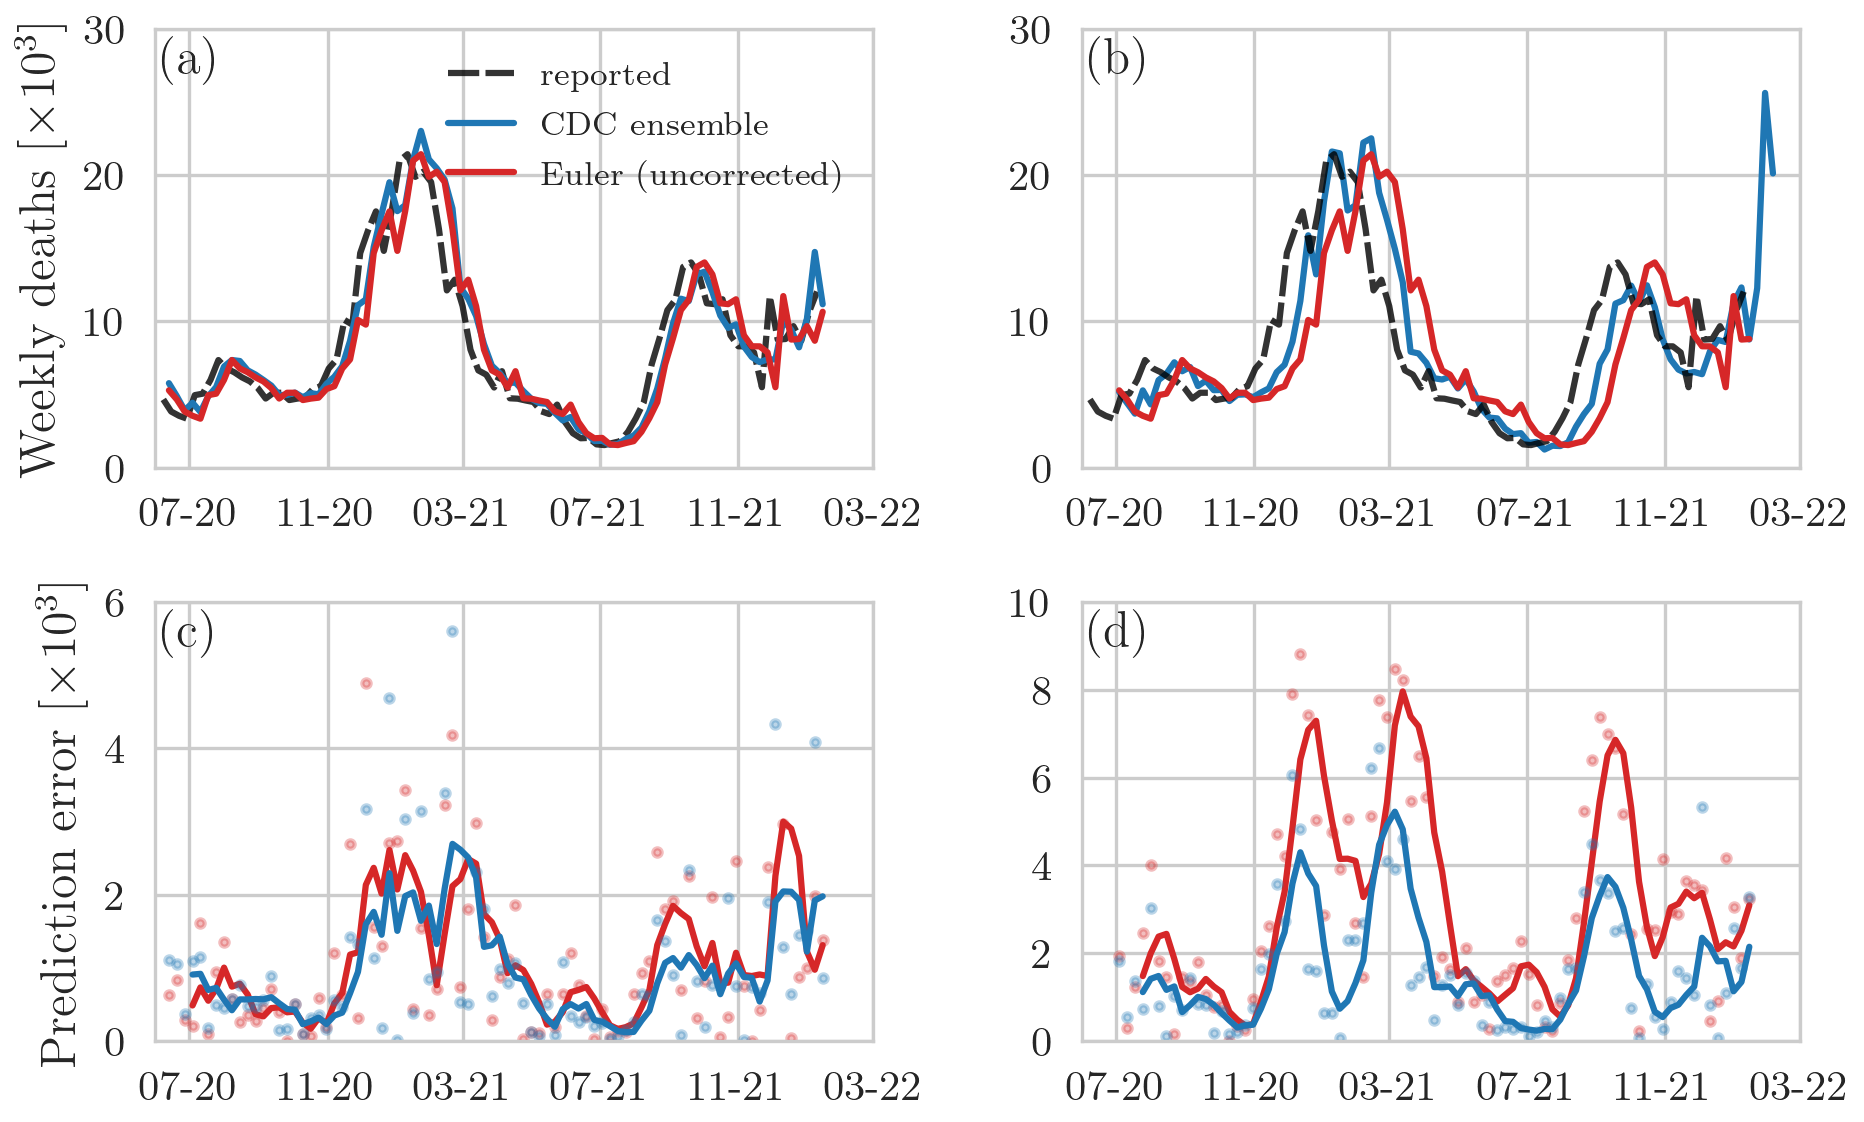 (a)
Weekly deaths [×10³]
30
20
10
0
reported
CDC ensemble
Euler (uncorrected)
07-20 11-20 03-21 07-21 11-21 03-22
(b)
30
20
10
0
07-20 11-20 03-21 07-21 11-21 03-22
(c)
Prediction error [×10³]
6
4
2
0
07-20 11-20 03-21 07-21 11-21 03-22
(d)
10
8
6
4
2
0
07-20 11-20 03-21 07-21 11-21 03-22